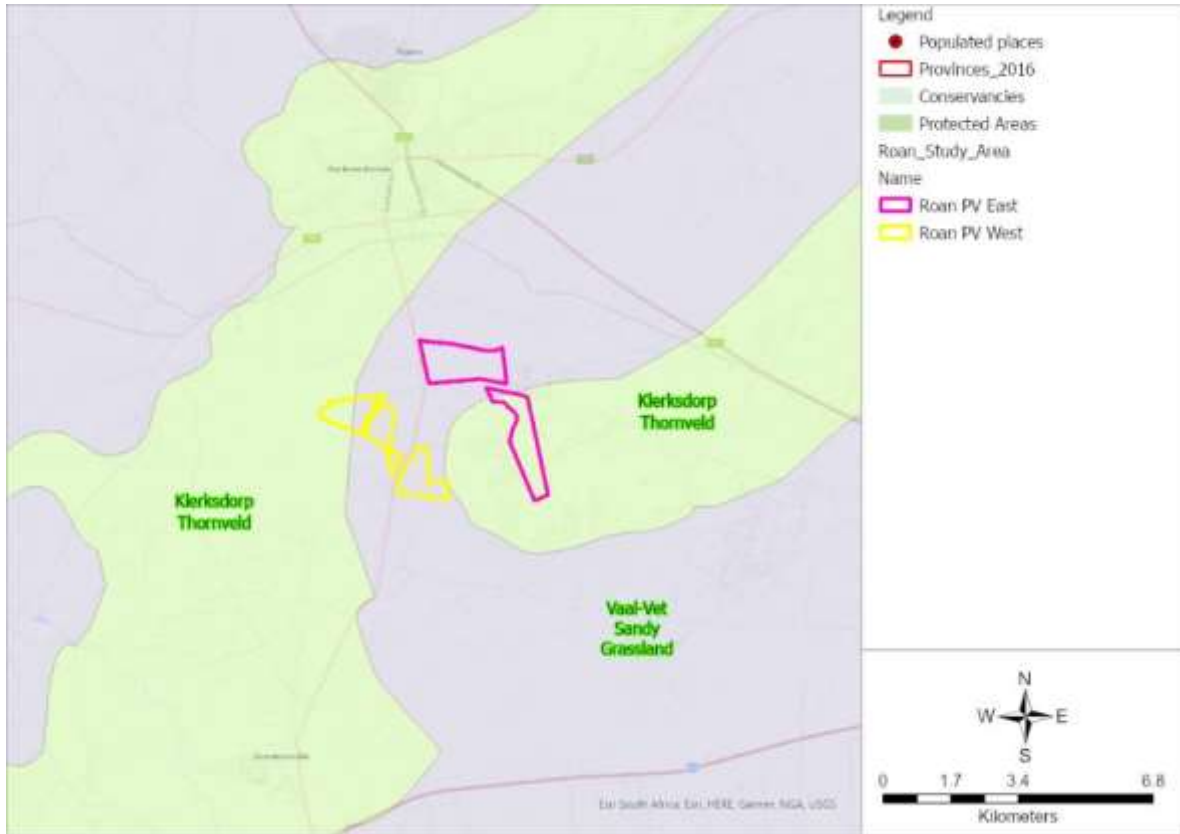 Legend
Populated places
Provinces_2016
Conservancies
Protected Areas
Roan_Study_Area
Name
Roan PV East
Roan PV West
Klerksdorp
Thornveld
Klerksdorp
Thornveld
Vaal-Vet
Sandy
Grassland
Esri South Africa, Esri, HERE, Garmin, NGA, USGS
N
W
E
S
0
1.7
3.4
6.8
Kilometers